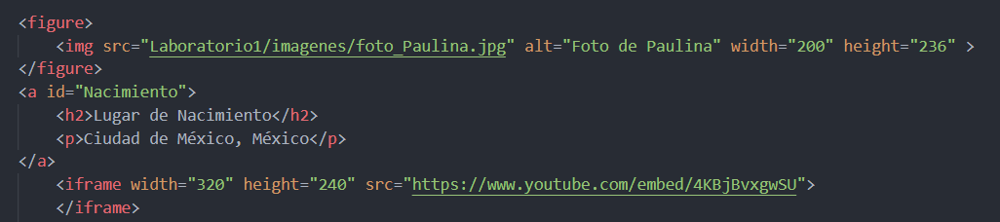 <figure>
<img src="Laboratorio1/imagenes/foto_Paulina.jpg" alt="Foto de Paulina" width="200" height="236" >
</figure>
<a id="Nacimiento">
<h2>Lugar de Nacimiento</h2>
<p>Ciudad de México, México</p>
</a>
<iframe width="320" height="240" src="https://www.youtube.com/embed/4KBjBvxgwSU">
</iframe>